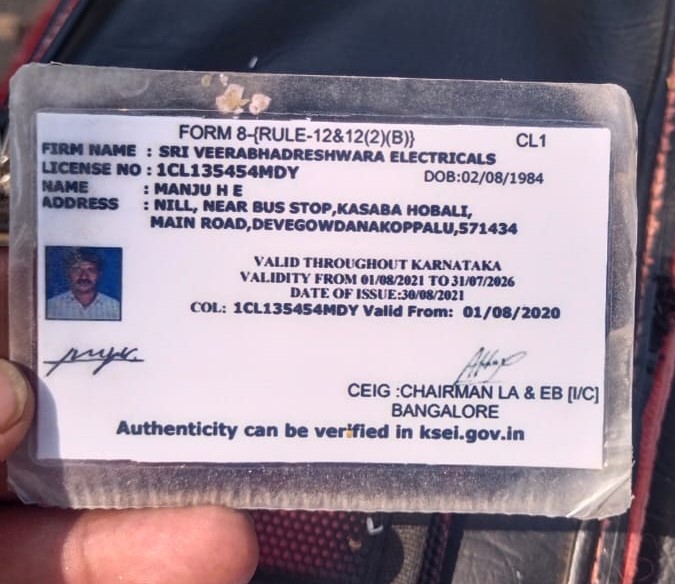 FORM 8-{RULE-12&12(2)(B)}
CL1
FIRM NAME : SRI VEERABHADRESHWARA ELECTRICALS
LICENSE NO : 1CL135454MDY
DOB:02/08/1984
NAME : MANJU H E
ADDRESS : NILL, NEAR BUS STOP,KASABA HOBALI,
MAIN ROAD,DEVEGOWDANAKOPPALU,571434
VALID THROUGHOUT KARNATAKA
VALIDITY FROM 01/08/2021 TO 31/07/2026
DATE OF ISSUE:30/08/2021
COL: 1CL135454MDY Valid From: 01/08/2020
CEIG :CHAIRMAN LA & EB [I/C]
BANGALORE
Authenticity can be verified in ksei.gov.in